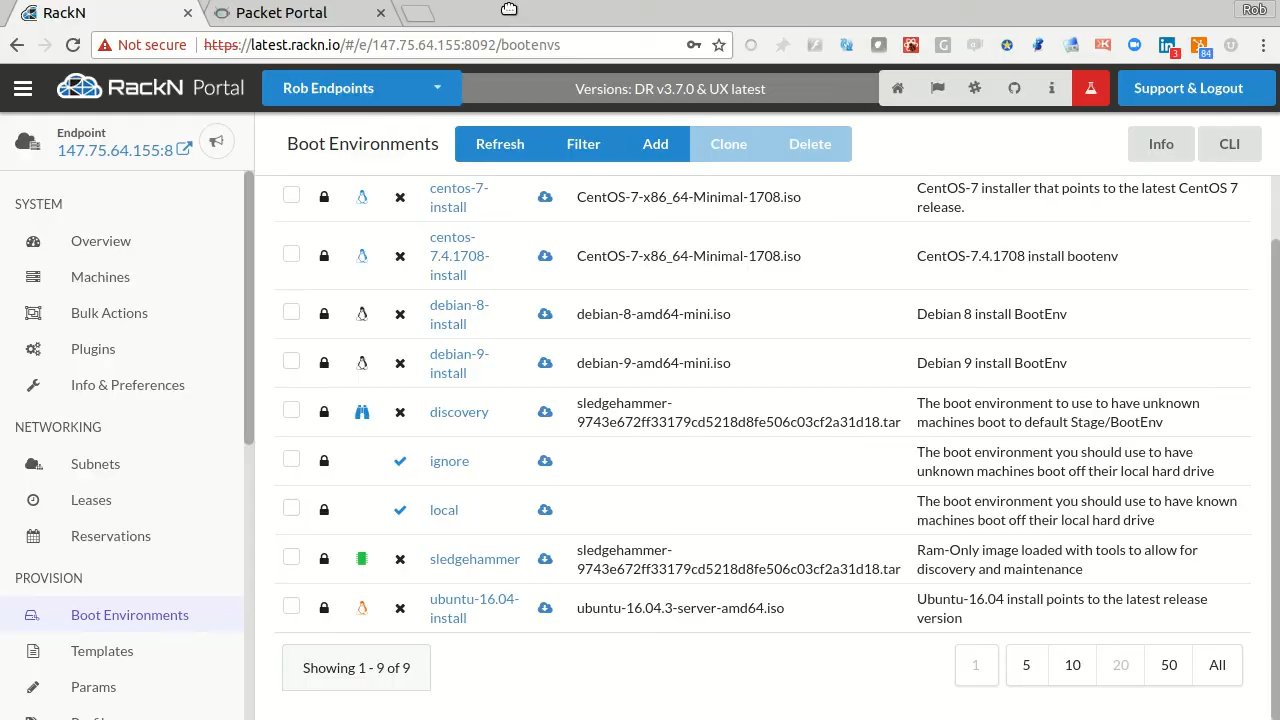 RackN
Packet Portal
Rob
Not secure
https://latest.rackn.io/#/e/147.75.64.155:8092/bootenvs
3
84
RackN Portal
Rob Endpoints
Versions: DR v3.7.0 & UX latest
Support & Logout
Endpoint
147.75.64.155:8
Boot Environments
Refresh
Filter
Add
Clone
Delete
Info
CLI
SYSTEM
Overview
Machines
Bulk Actions
Plugins
Info & Preferences
NETWORKING
Subnets
Leases
Reservations
PROVISION
Boot Environments
Templates
Params
centos-7-
install
CentOS-7-x86_64-Minimal-1708.iso
CentOS-7 installer that points to the latest CentOS 7
release.
centos-
7.4.1708-
install
CentOS-7-x86_64-Minimal-1708.iso
CentOS-7.4.1708 install bootenv
debian-8-
install
debian-8-amd64-mini.iso
Debian 8 install BootEnv
debian-9-
install
debian-9-amd64-mini.iso
Debian 9 install BootEnv
discovery
sledgehammer-
9743e672ff33179cd5218d8fe506c03cf2a31d18.tar
The boot environment to use to have unknown
machines boot to default Stage/BootEnv
ignore
The boot environment you should use to have
unknown machines boot off their local hard drive
local
The boot environment you should use to have known
machines boot off their local hard drive
sledgehammer
sledgehammer-
9743e672ff33179cd5218d8fe506c03cf2a31d18.tar
Ram-Only image loaded with tools to allow for
discovery and maintenance
ubuntu-16.04-
install
ubuntu-16.04.3-server-amd64.iso
Ubuntu-16.04 install points to the latest release
version
Showing 1 - 9 of 9
1
5
10
20
50
All